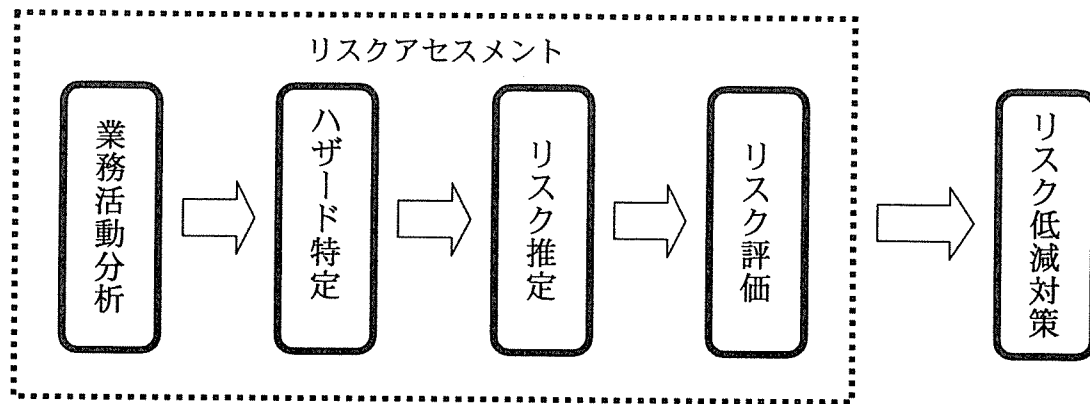 リスクアセスメント
業務活動分析
ハザード特定
リスク推定
リスク評価
リスク低減対策